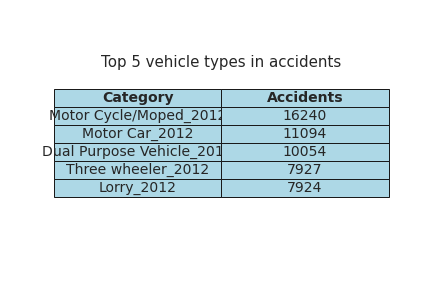 Top 5 vehicle types in accidents
Category Accidents
Motor Cycle/Moped_2012 16240
Motor Car_2012 11094
Dual Purpose Vehicle_201 10054
Three wheeler_2012 7927
Lorry_2012 7924